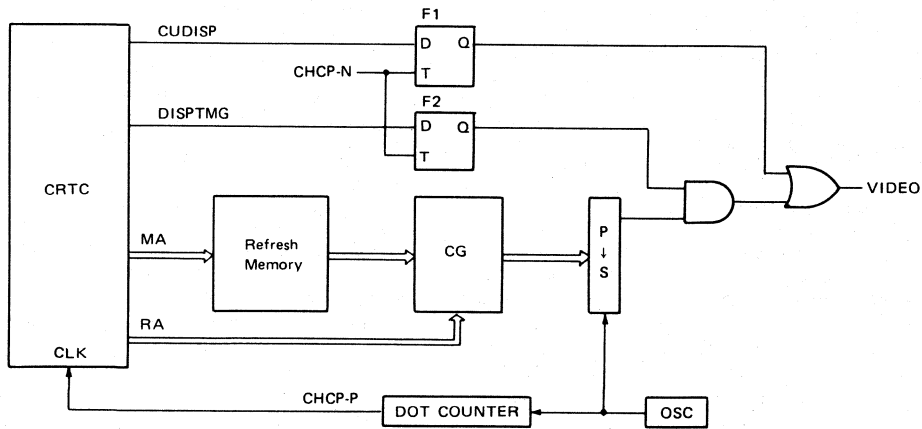 F1
CUDISP
D Q
CHCP-N
T
F2
DISPTMG
D Q
T
CRTC
VIDEO
MA
Refresh
Memory
CG
P
↓
S
RA
CLK
CHCP-P
DOT COUNTER
OSC